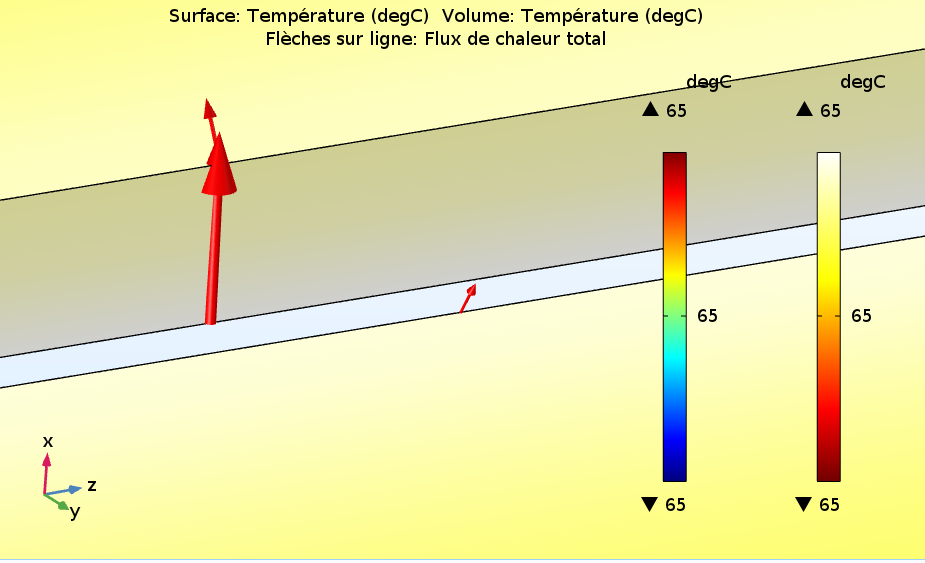 Surface: Température (degC)  Volume: Température (degC)
Flèches sur ligne: Flux de chaleur total
degC
degC
▲ 65
▲ 65
65
65
▼ 65
▼ 65
x
z
y